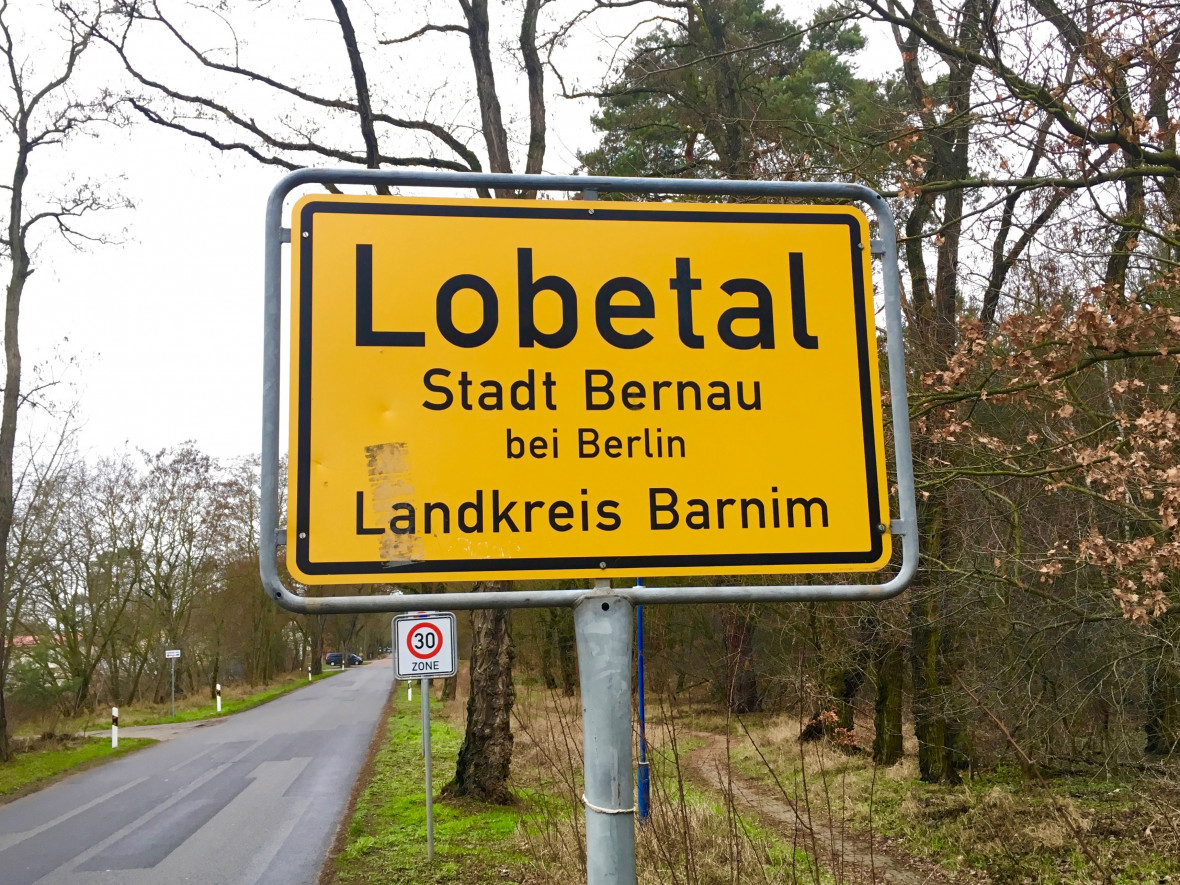 Lobetal
Stadt Bernau
bei Berlin
Landkreis Barnim
30
ZONE